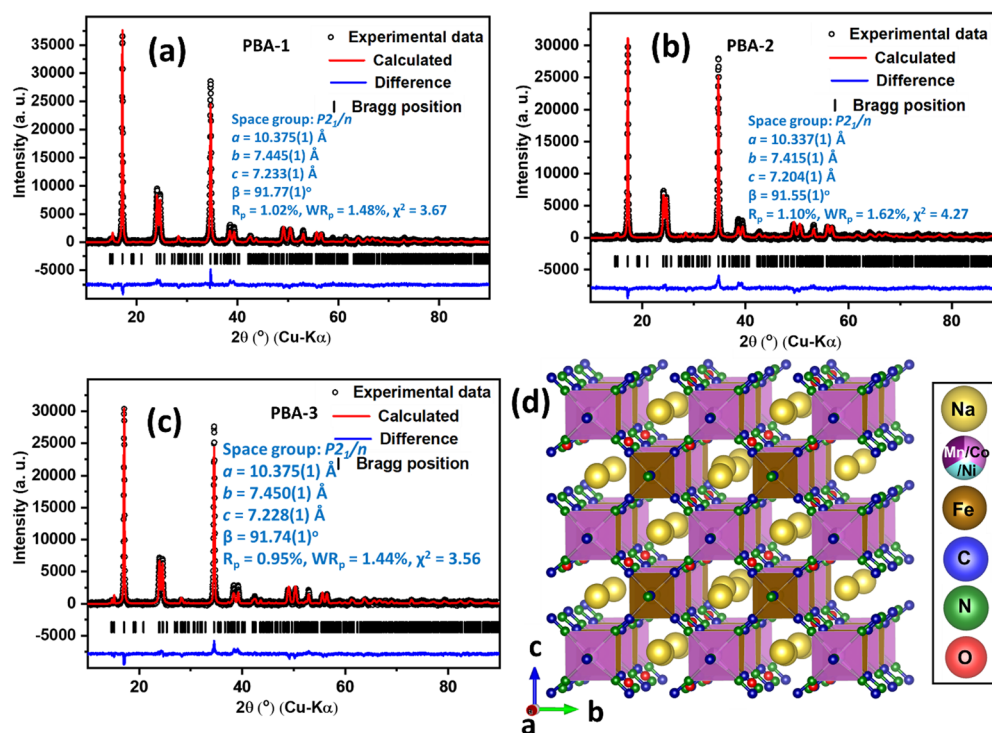 (a)
PBA-1
Experimental data
Calculated
Difference
Bragg position
Space group: P2₁/n
a = 10.375(1) Å
b = 7.445(1) Å
c = 7.233(1) Å
β = 91.77(1)°
Rₚ = 1.02%, WRₚ = 1.48%, χ² = 3.67
Intensity (a. u.)
35000
30000
25000
20000
15000
10000
5000
0
-5000
20 40 60 80
2θ (°) (Cu-Kα)
(b)
PBA-2
Experimental data
Calculated
Difference
Bragg position
Space group: P2₁/n
a = 10.337(1) Å
b = 7.415(1) Å
c = 7.204(1) Å
β = 91.55(1)°
Rₚ = 1.10%, WRₚ = 1.62%, χ² = 4.27
Intensity (a. u.)
30000
25000
20000
15000
10000
5000
0
-5000
20 40 60 80
2θ (°) (Cu-Kα)
(c)
PBA-3
Experimental data
Calculated
Difference
Bragg position
Space group: P2₁/n
a = 10.375(1) Å
b = 7.450(1) Å
c = 7.228(1) Å
β = 91.74(1)°
Rₚ = 0.95%, WRₚ = 1.44%, χ² = 3.56
Intensity (a. u.)
30000
25000
20000
15000
10000
5000
0
-5000
20 40 60 80
2θ (°) (Cu-Kα)
(d)
c
a
b
Na
Mn/Co
/Ni
Fe
C
N
O